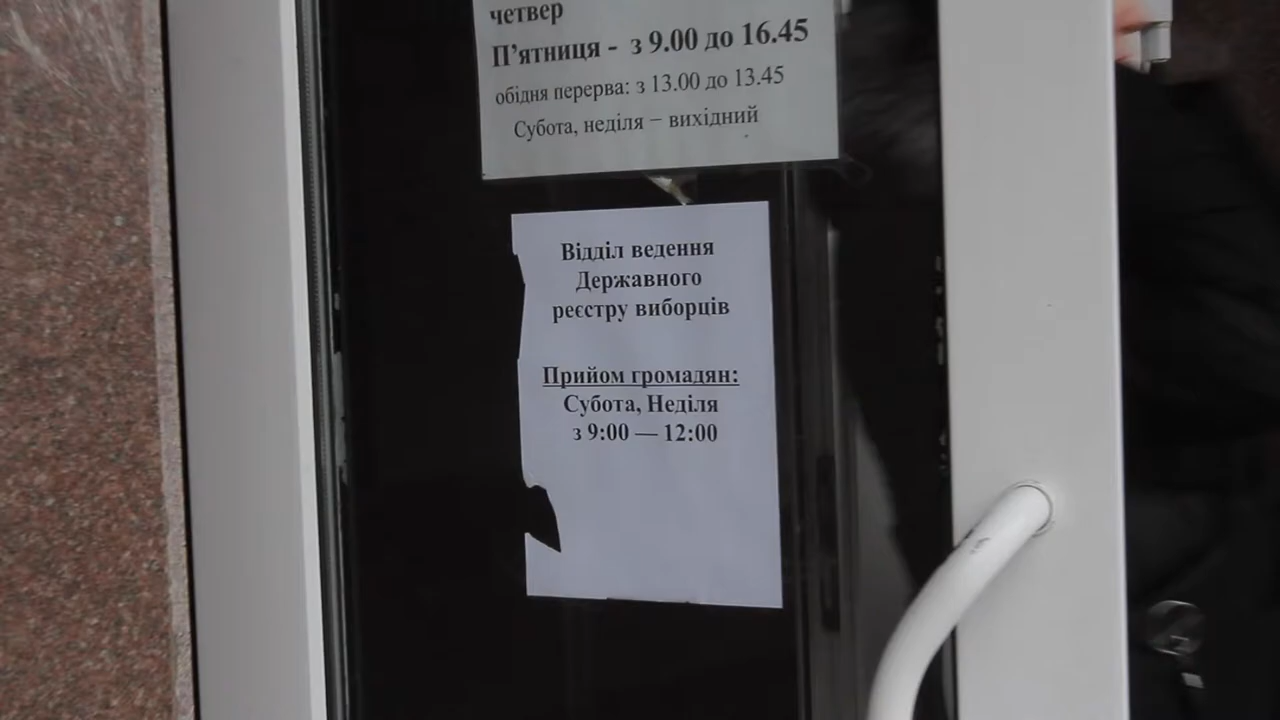 четвер
П’ятниця - з 9.00 до 16.45
обідня перерва: з 13.00 до 13.45
Субота, неділя – вихідний
Відділ ведення
Державного
реєстру виборців
Прийом громадян:
Субота, Неділя
з 9:00 — 12:00